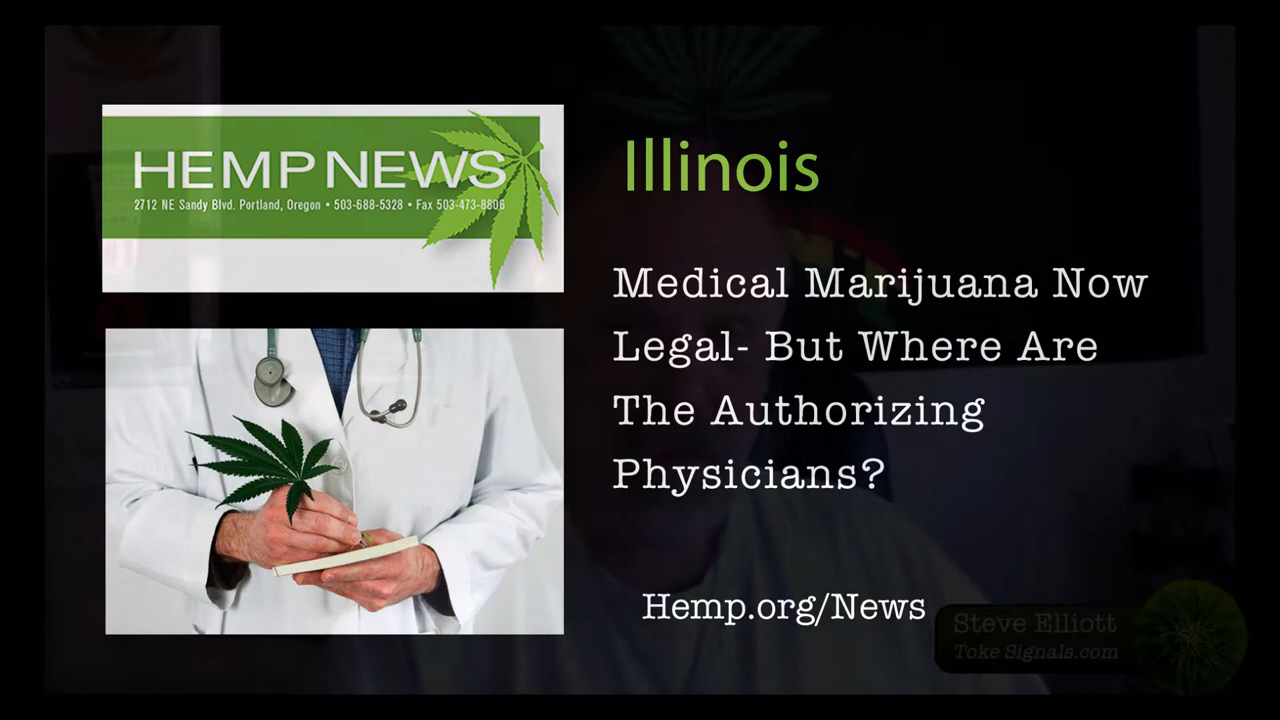 HEMP NEWS
2712 NE Sandy Blvd. Portland, Oregon • 503-688-5328 • Fax 503-473-8806
Illinois
Medical Marijuana Now
Legal- But Where Are
The Authorizing
Physicians?
Hemp.org/News
Steve Elliott
Toke Signals.com